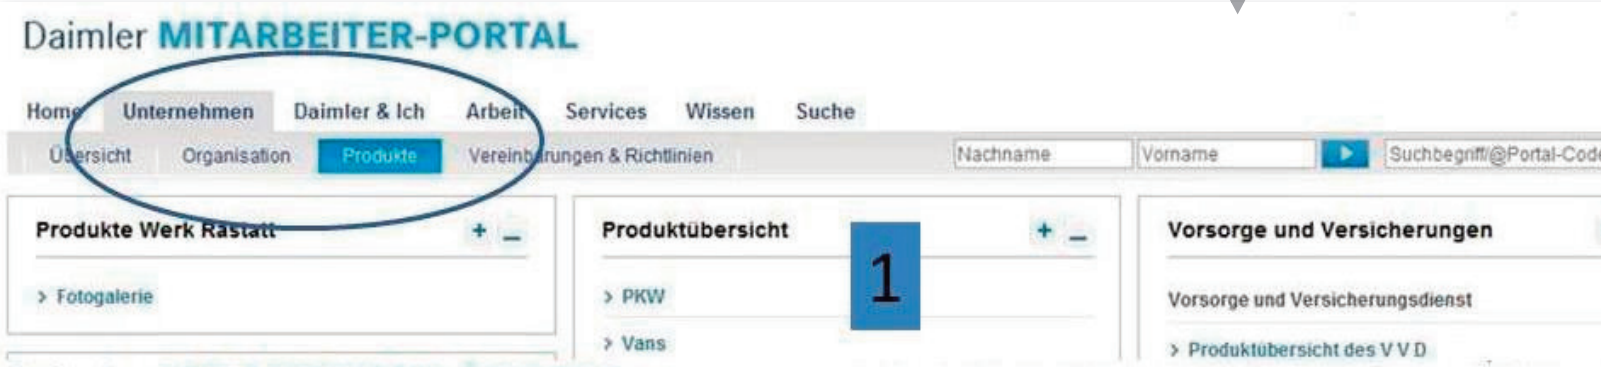 Daimler MITARBEITER-PORTAL
Home Unternehmen Daimler & Ich Arbeit Services Wissen Suche
Übersicht Organisation Produkte Vereinbarungen & Richtlinien Nachname Vorname Suchbegriff/@Portal-Code
Produkte Werk Rastatt + _ Produktübersicht + _ Vorsorge und Versicherungen
> Fotogalerie > PKW 1 Vorsorge und Versicherungsdienst
> Vans > Produktübersicht des V V D